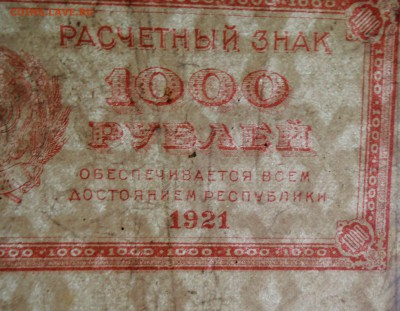 РАСЧЕТНЫЙ ЗНАК
1000
РУБЛЕЙ
ОБЕСПЕЧИВАЕТСЯ ВСЕМ
ДОСТОЯНИЕМ РЕСПУБЛИКИ
1921